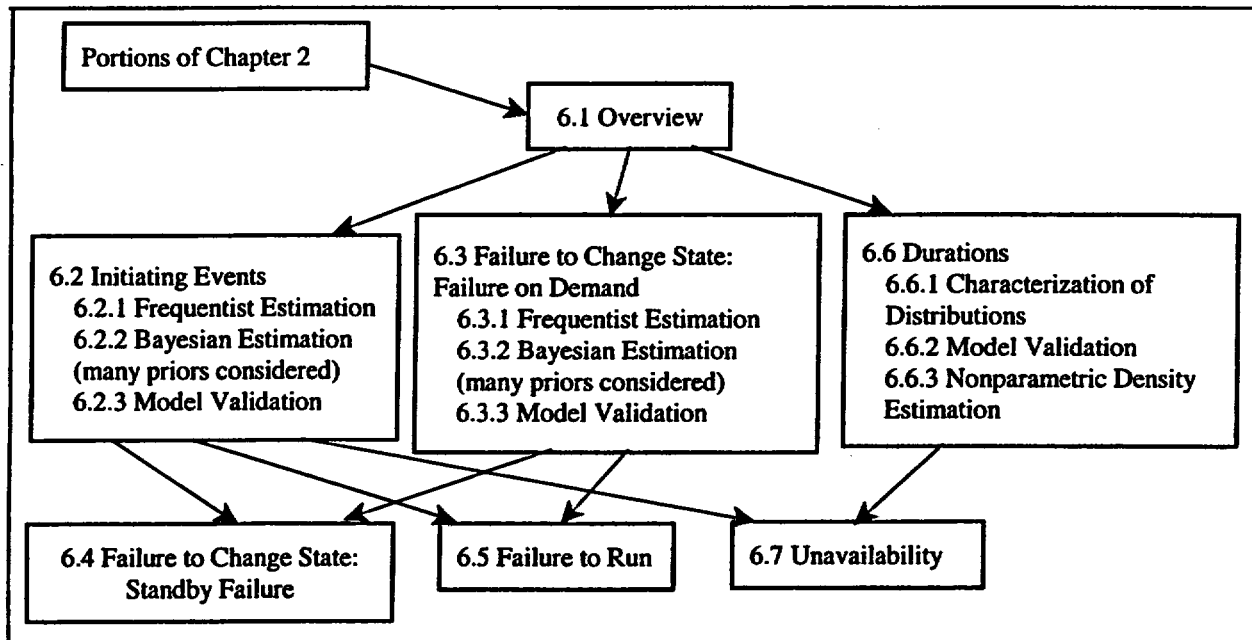 Portions of Chapter 2
6.1 Overview
6.2 Initiating Events
6.2.1 Frequentist Estimation
6.2.2 Bayesian Estimation
(many priors considered)
6.2.3 Model Validation
6.3 Failure to Change State:
Failure on Demand
6.3.1 Frequentist Estimation
6.3.2 Bayesian Estimation
(many priors considered)
6.3.3 Model Validation
6.6 Durations
6.6.1 Characterization of
Distributions
6.6.2 Model Validation
6.6.3 Nonparametric Density
Estimation
6.4 Failure to Change State:
Standby Failure
6.5 Failure to Run
6.7 Unavailability